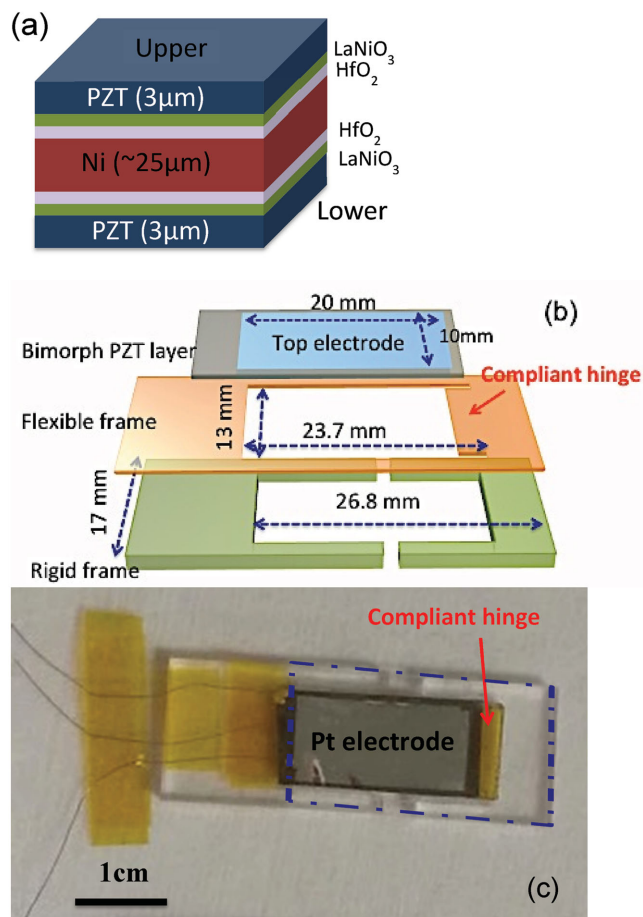 (a)
Upper
LaNiO₃
HfO₂
PZT (3μm)
Ni (~25μm)
HfO₂
LaNiO₃
PZT (3μm)
Lower
(b)
20 mm
10mm
Bimorph PZT layer
Top electrode
Compliant hinge
Flexible frame
13 mm
23.7 mm
17 mm
26.8 mm
Rigid frame
Compliant hinge
Pt electrode
1cm
(c)